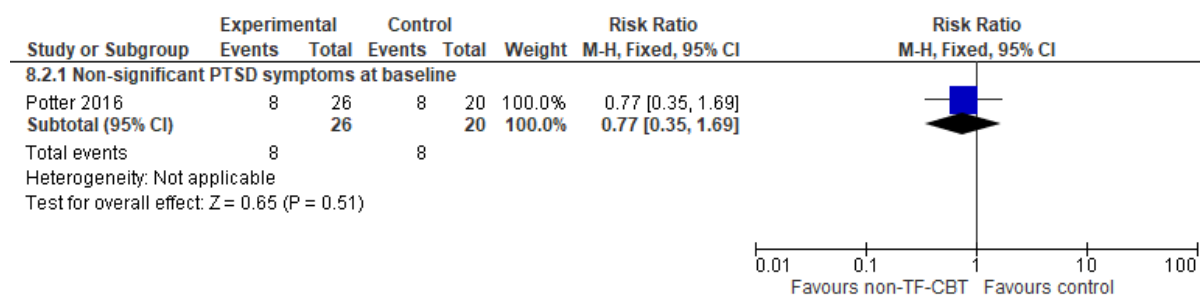 Experimental Control Risk Ratio Risk Ratio
Study or Subgroup Events Total Events Total Weight M-H, Fixed, 95% CI M-H, Fixed, 95% CI
8.2.1 Non-significant PTSD symptoms at baseline
Potter 2016 8 26 8 20 100.0% 0.77 [0.35, 1.69]
Subtotal (95% CI) 26 20 100.0% 0.77 [0.35, 1.69]
Total events 8 8
Heterogeneity: Not applicable
Test for overall effect: Z = 0.65 (P = 0.51)
0.01 0.1 1 10 100
Favours non-TF-CBT Favours control